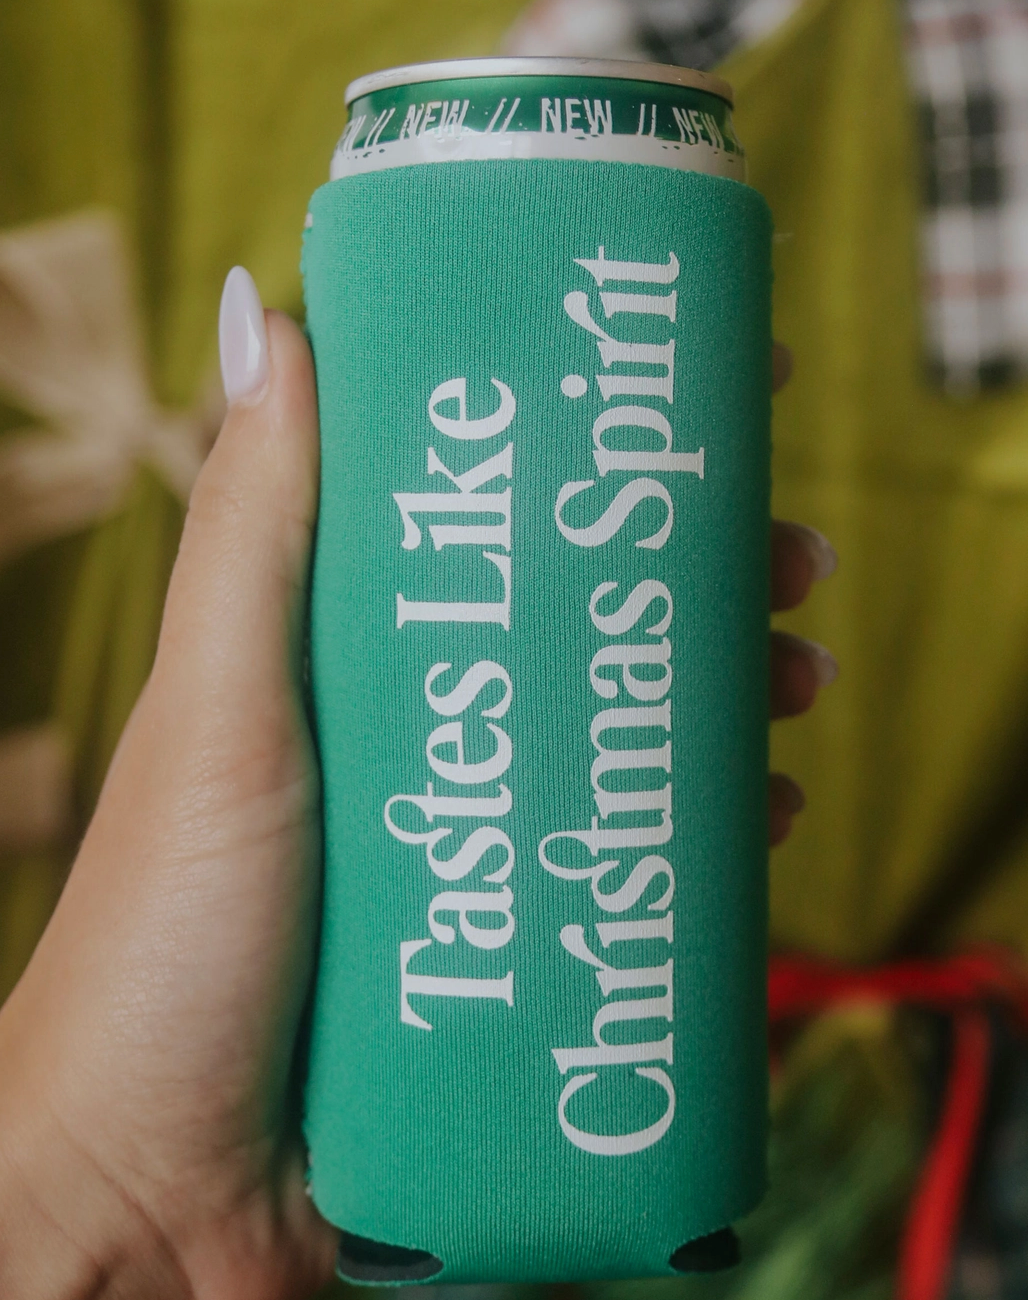 NEW // NEW // NEW
Tastes Like
Christmas Spirit